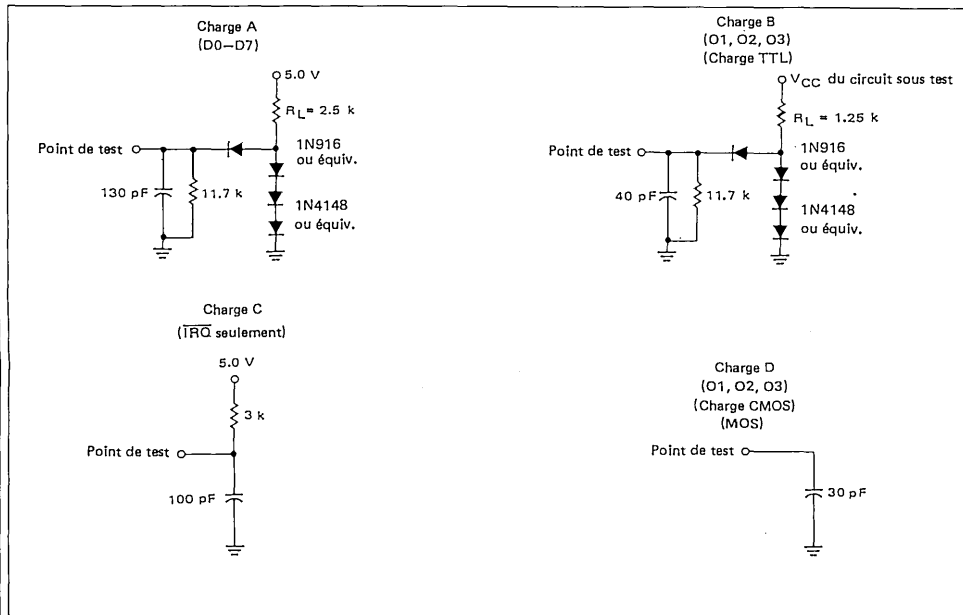 Charge A
(D0–D7)
5.0 V
RL= 2.5 k
Point de test
1N916
ou équiv.
130 pF
11.7 k
1N4148
ou équiv.
Charge B
(O1, O2, O3)
(Charge TTL)
VCC du circuit sous test
RL = 1.25 k
Point de test
1N916
ou équiv.
40 pF
11.7 k
1N4148
ou équiv.
Charge C
(IRQ seulement)
5.0 V
3 k
Point de test
100 pF
Charge D
(O1, O2, O3)
(Charge CMOS)
(MOS)
Point de test
30 pF